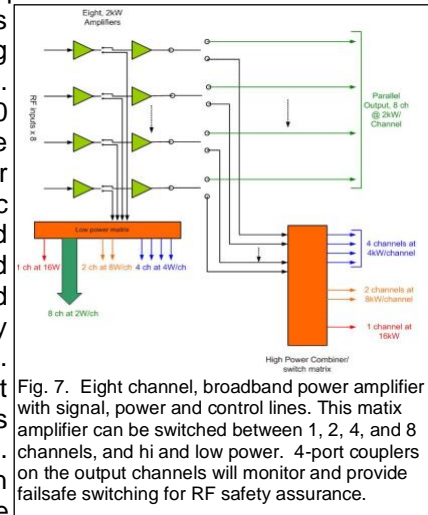 Eight, 2kW
Amplifiers
RF inputs x 8
Parallel
Output, 8 ch
@ 2kW/
Channel
Low power matrix
1 ch at 16W 2 ch at 8W/ch 4 ch at 4W/ch
8 ch at 2W/ch
4 channels at
4kW/channel
2 channels at
8kW/channel
1 channel at
16kW
High Power Combiner/
switch matrix
Fig. 7. Eight channel, broadband power amplifier
with signal, power and control lines. This matix
amplifier can be switched between 1, 2, 4, and 8
channels, and hi and low power. 4-port couplers
on the output channels will monitor and provide
failsafe switching for RF safety assurance.